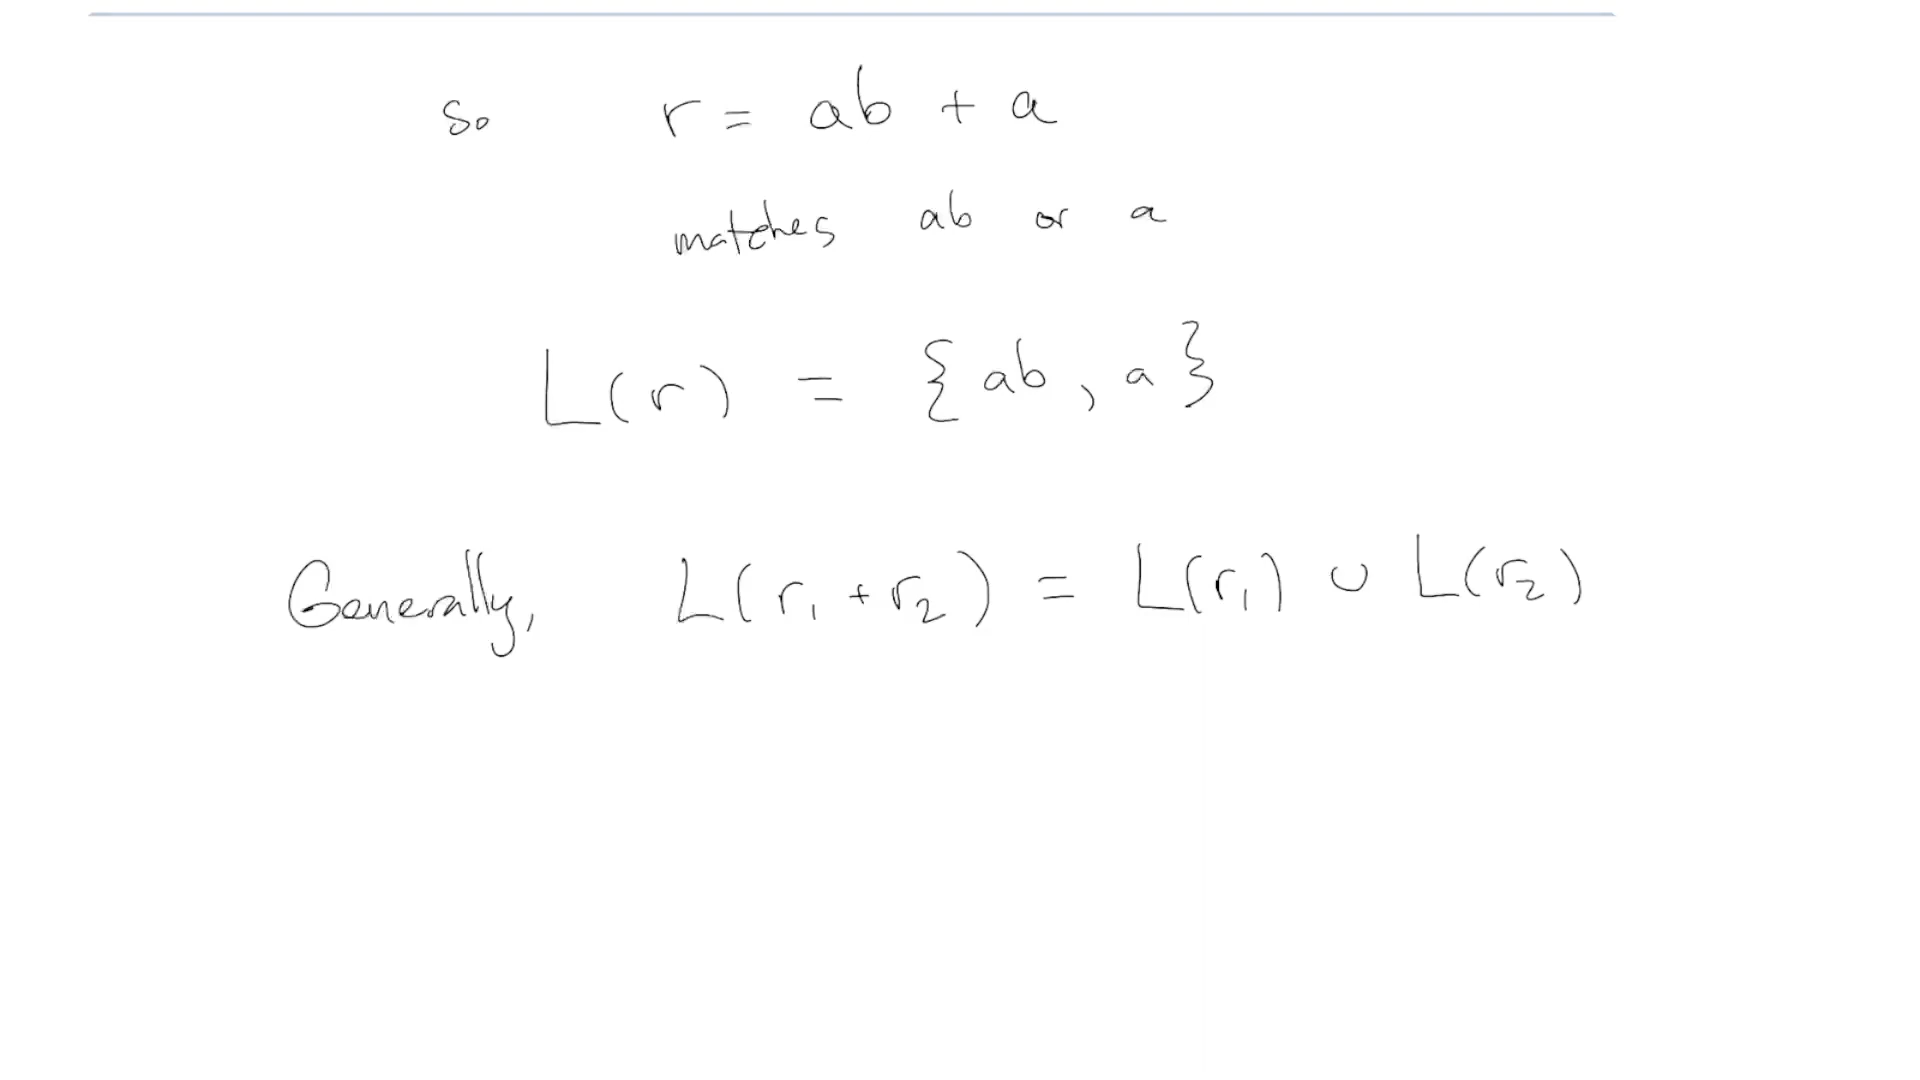 So r = ab + a
matches ab or a
L(r) = {ab, a}
Generally, L(r₁ + r₂) = L(r₁) ∪ L(r₂)